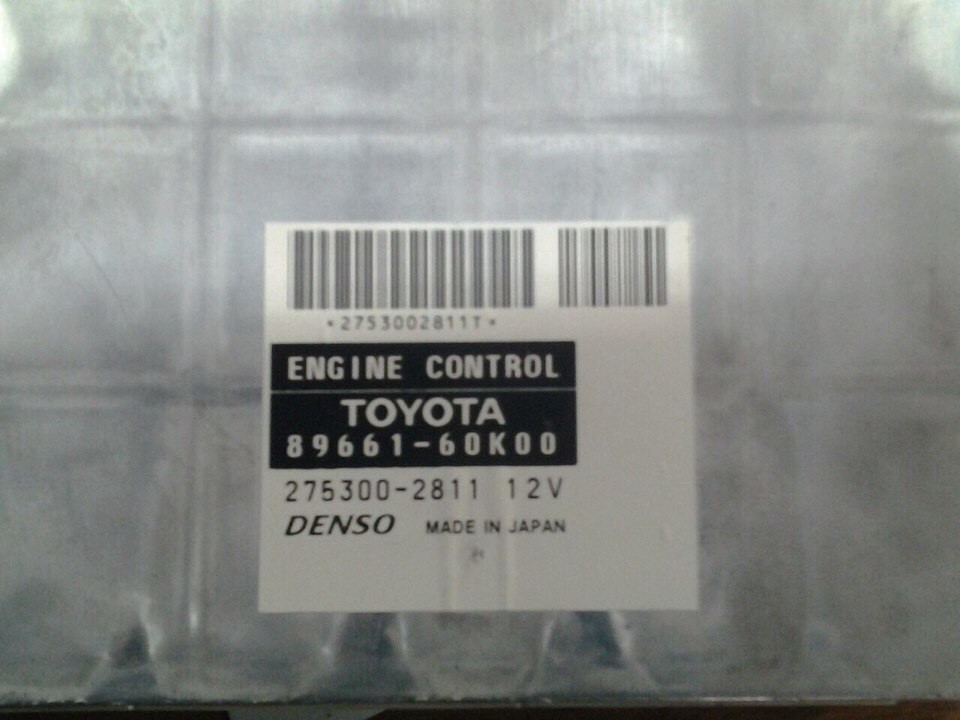 *2753002811T*
ENGINE CONTROL
TOYOTA
89661-60K00
275300-2811 12V
DENSO MADE IN JAPAN